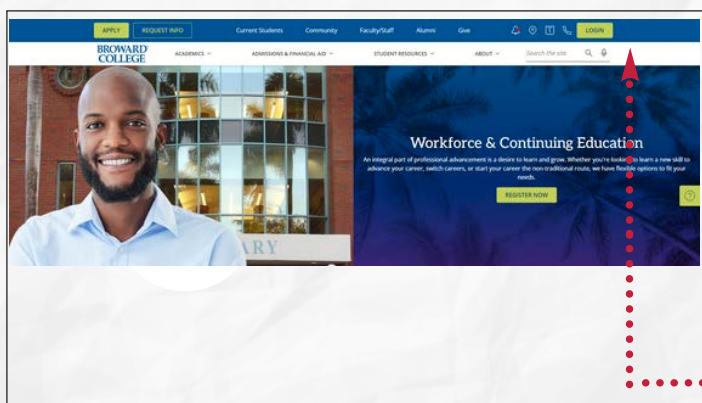 APPLY REQUEST INFO Current Students Community Faculty/Staff Alumni Give LOGIN
BROWARD
COLLEGE
ACADEMICS ADMISSIONS & FINANCIAL AID STUDENT RESOURCES ABOUT Search the site
Workforce & Continuing Education
An integral part of professional advancement is a desire to learn and grow. Whether you're looking to learn a new skill to
advance your career, switch careers, or start your career the non-traditional route, we have flexible options to fit your
needs.
REGISTER NOW
RARY